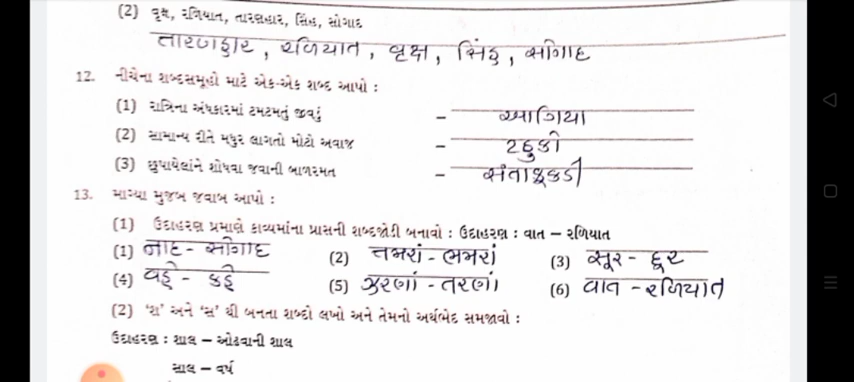 (2) વૃક્ષ, રળિયાત, તારણહાર, સિંહ, સોગાદ
તારણહાર, રળિયાત, વૃક્ષ, સિંહ, સોગાદ
12. નીચેના શબ્દસમૂહો માટે એક-એક શબ્દ આપો :
(1) રાત્રિના અંધકારમાં ટમટમતું જીવડું - આગિયા
(2) સામાન્ય રીતે મધુર લાગતો મોટો અવાજ - ટહુકો
(3) છુપાયેલાંને શોધવા જવાની બાળરમત - સંતાકૂકડી
13. માગ્યા મુજબ જવાબ આપો :
(1) ઉદાહરણ પ્રમાણે કાવ્યમાંના પ્રાસની શબ્દજોડી બનાવો : ઉદાહરણ : વાત – રળિયાત
(1) નાદ - સોગાદ (2) તમરાં - ભમરાં (3) સૂર - દૂર
(4) વહે - કહે (5) ઝરણાં - તરણાં (6) વાત - રળિયાત
(2) ‘શ’ અને ‘સ’ થી બનતા શબ્દો લખો અને તેમનો અર્થભેદ સમજાવો :
ઉદાહરણ : શાલ – ઓઢવાની શાલ
સાલ – વર્ષ